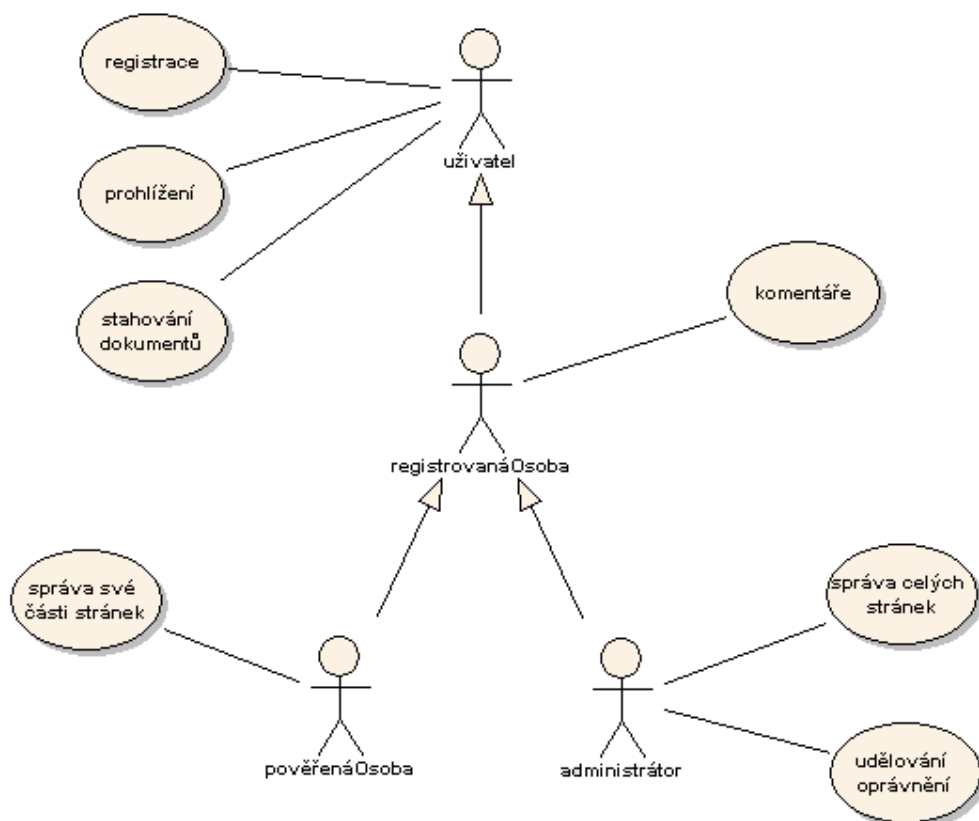 registrace
uživatel
prohlížení
komentáře
stahování
dokumentů
registrovanáOsoba
správa své
části stránek
správa celých
stránek
pověřenáOsoba
administrátor
udělování
oprávnění